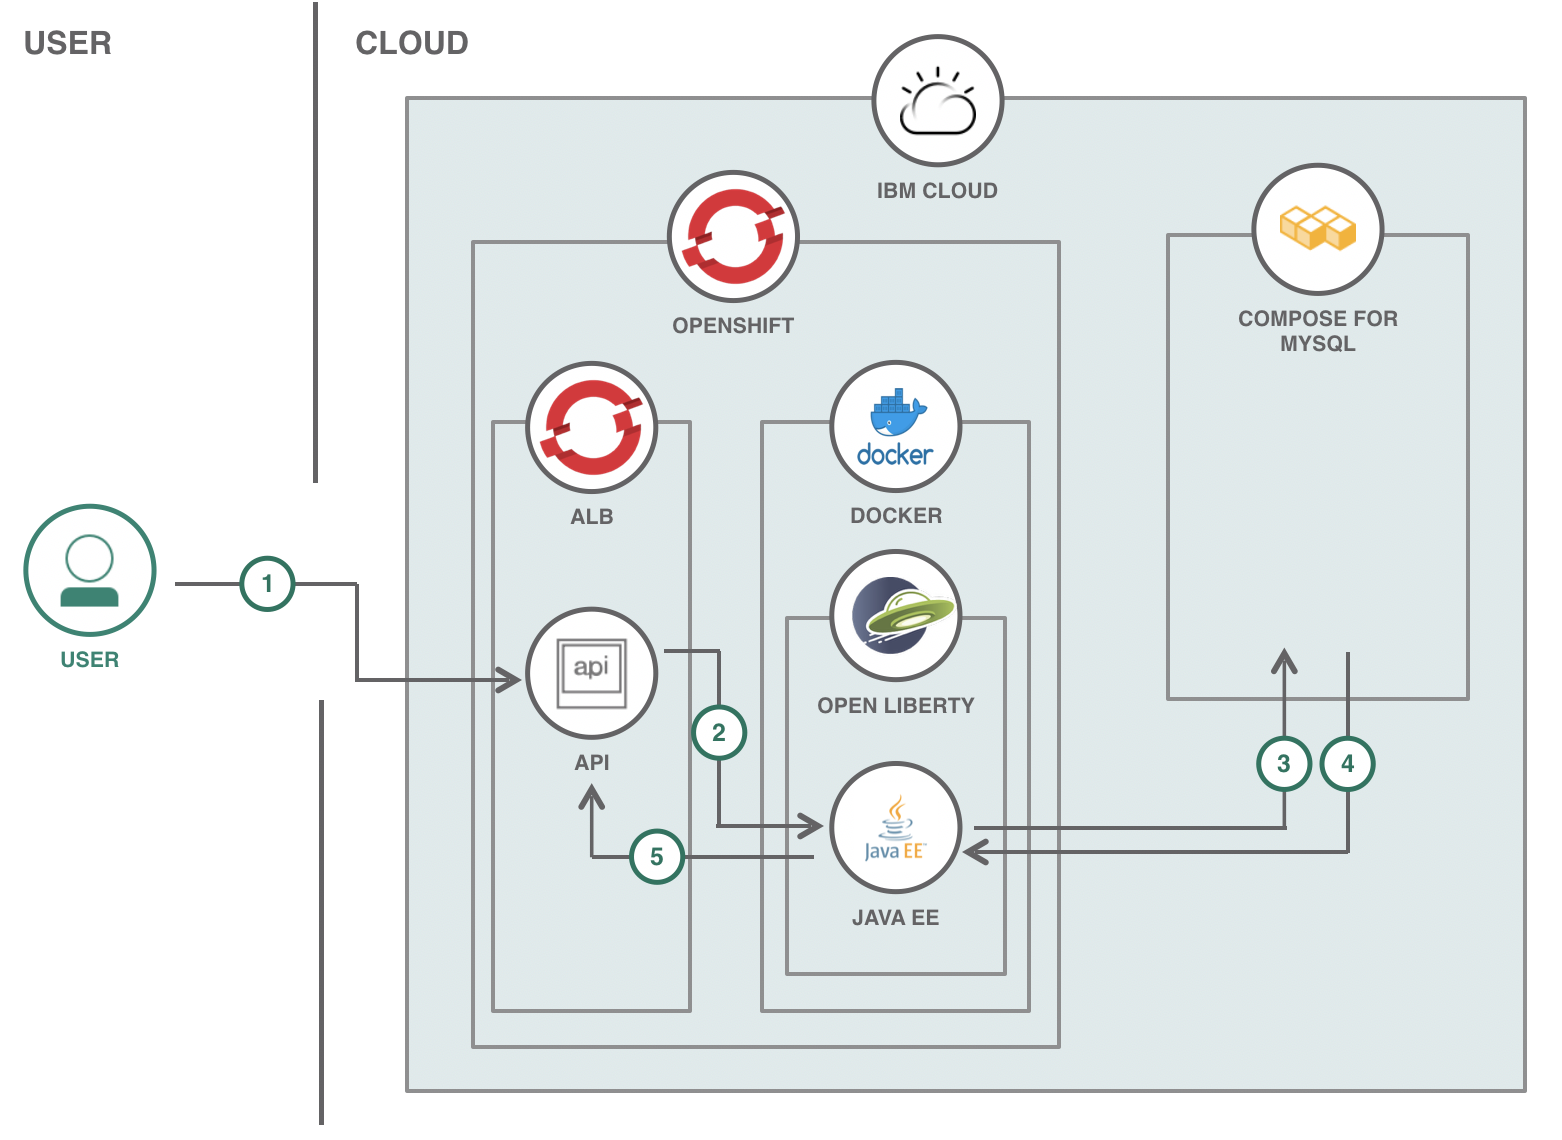 USER
CLOUD
IBM CLOUD
OPENSHIFT
COMPOSE FOR
MYSQL
ALB
docker
DOCKER
USER
1
api
API
2
OPEN LIBERTY
3
4
Java EE™
JAVA EE
5